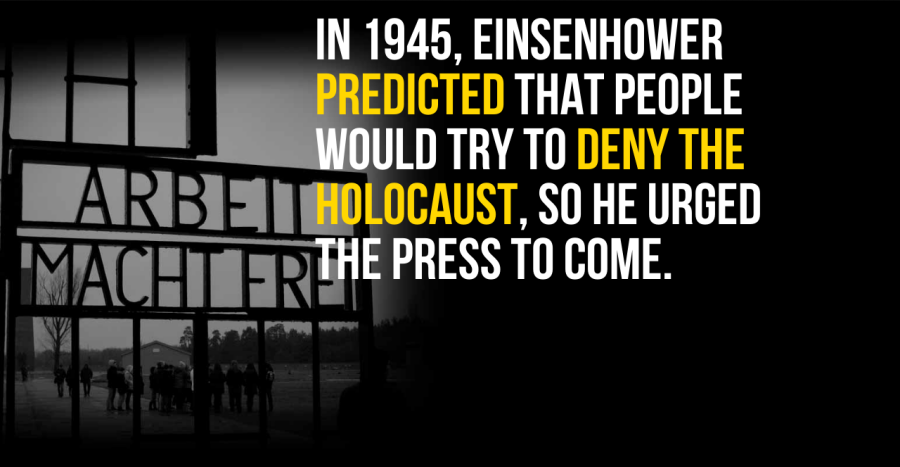 IN 1945, EINSENHOWER
PREDICTED THAT PEOPLE
WOULD TRY TO DENY THE
HOLOCAUST, SO HE URGED
THE PRESS TO COME.
ARBEIT
MACHT FREI